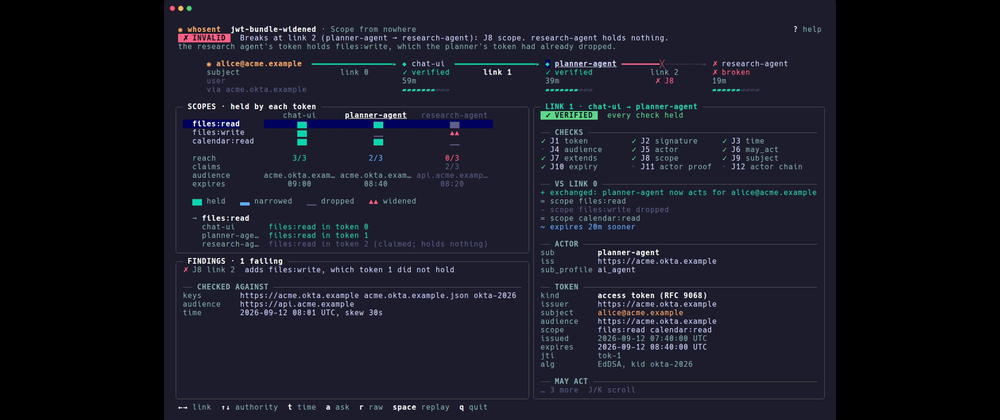 ◉ whosent jwt-bundle-widened · Scope from nowhere ? help
✗ INVALID Breaks at link 2 (planner-agent → research-agent): J8 scope. research-agent holds nothing.
the research agent's token holds files:write, which the planner's token had already dropped.
◉ alice@acme.example ◆ chat-ui ◆ planner-agent ✗ research-agent
subject link 0 ✓ verified link 1 ✓ verified link 2 ✗ broken
user 59m 39m ✗ J8 19m
via acme.okta.example
SCOPES · held by each token
chat-ui planner-agent research-agent
files:read
files:write
calendar:read
reach 3/3 2/3 0/3
claims 2/3
audience acme.okta.exam… acme.okta.exam… api.acme.examp…
expires 09:00 08:40 08:20
held narrowed dropped ▲▲ widened
→ files:read
chat-ui files:read in token 0
planner-age… files:read in token 1
research-ag… files:read in token 2 (claimed; holds nothing)
FINDINGS · 1 failing
✗ J8 link 2 adds files:write, which token 1 did not hold
CHECKED AGAINST
keys https://acme.okta.example acme.okta.example.json okta-2026
audience https://api.acme.example
time 2026-09-12 08:01 UTC, skew 30s
LINK 1 · chat-ui → planner-agent
✓ VERIFIED every check held
CHECKS
✓ J1 token ✓ J2 signature ✓ J3 time
· J4 audience ✓ J5 actor ✓ J6 may_act
✓ J7 extends ✓ J8 scope ✓ J9 subject
✓ J10 expiry · J11 actor proof · J12 actor chain
VS LINK 0
+ exchanged: planner-agent now acts for alice@acme.example
= scope files:read
− scope files:write dropped
= scope calendar:read
~ expires 20m sooner
ACTOR
sub planner-agent
iss https://acme.okta.example
sub_profile ai_agent
TOKEN
kind access token (RFC 9068)
issuer https://acme.okta.example
subject alice@acme.example
audience https://acme.okta.example
scope files:read calendar:read
issued 2026-09-12 07:40:00 UTC
expires 2026-09-12 08:40:00 UTC
jti tok-1
alg EdDSA, kid okta-2026
MAY ACT
… 3 more J/K scroll
←→ link ↑↓ authority t time a ask r raw space replay q quit